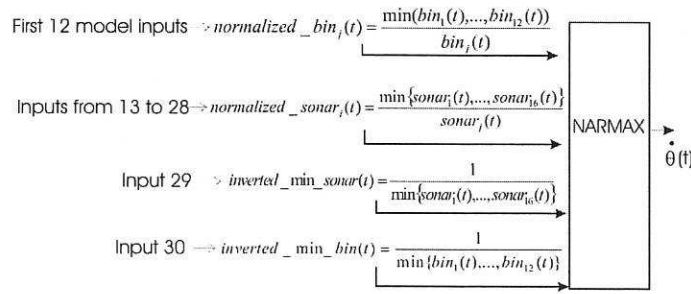 First 12 model inputs → normalized_bin_i(t) = min(bin_1(t),...,bin_12(t)) / bin_i(t)
Inputs from 13 to 28 → normalized_sonar_i(t) = min{sonar_1(t),...,sonar_16(t)} / sonar_i(t)
NARMAX
θ̇(t)
Input 29 → inverted_min_sonar(t) = 1 / min{sonar_1(t),...,sonar_16(t)}
Input 30 → inverted_min_bin(t) = 1 / min{bin_1(t),...,bin_12(t)}